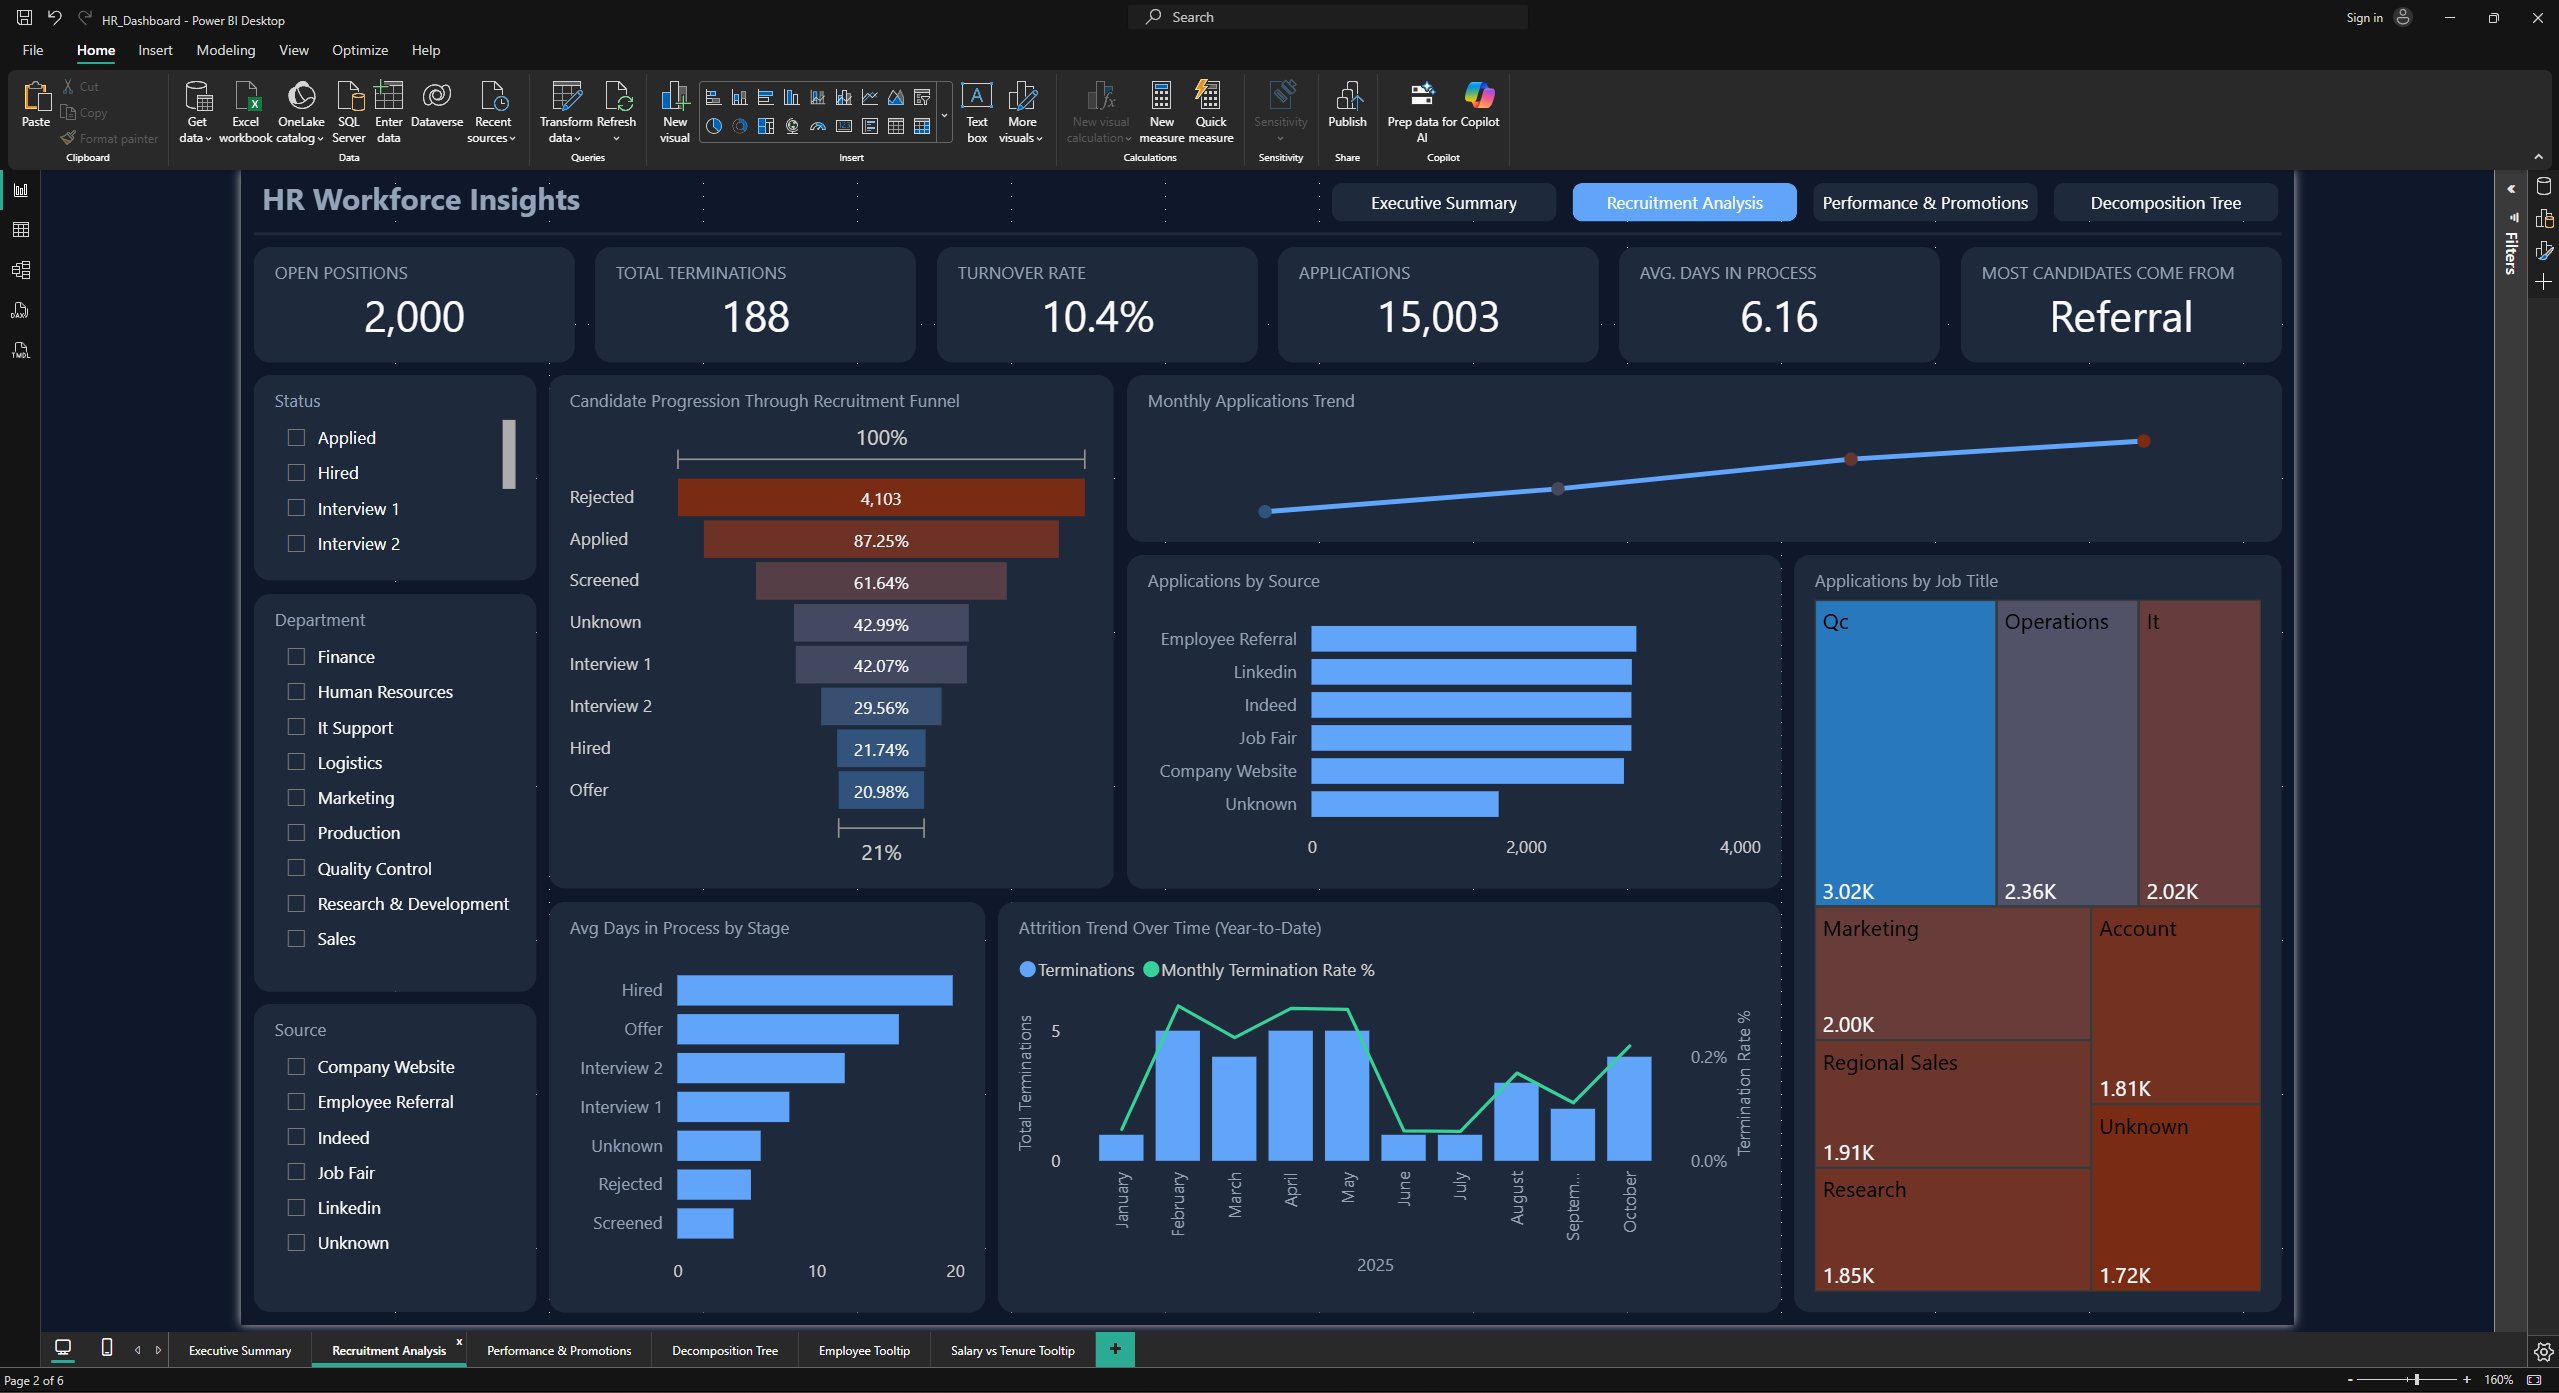 HR_Dashboard - Power BI Desktop
Search
Sign in
File Home Insert Modeling View Optimize Help
Paste
Cut
Copy
Format painter
Clipboard
Get data
Excel workbook
OneLake catalog
SQL Server
Enter data
Dataverse
Recent sources
Data
Transform data
Refresh
Queries
New visual
Text box
More visuals
Insert
New visual calculation
New measure
Quick measure
Calculations
Sensitivity
Sensitivity
Publish
Share
Prep data for AI
Copilot
Copilot
DAX
TMDL
HR Workforce Insights
Executive Summary
Recruitment Analysis
Performance & Promotions
Decomposition Tree
Filters
OPEN POSITIONS
2,000
TOTAL TERMINATIONS
188
TURNOVER RATE
10.4%
APPLICATIONS
15,003
AVG. DAYS IN PROCESS
6.16
MOST CANDIDATES COME FROM
Referral
Status
Applied
Hired
Interview 1
Interview 2
Department
Finance
Human Resources
It Support
Logistics
Marketing
Production
Quality Control
Research & Development
Sales
Source
Company Website
Employee Referral
Indeed
Job Fair
Linkedin
Unknown
Candidate Progression Through Recruitment Funnel
100%
Rejected 4,103
Applied 87.25%
Screened 61.64%
Unknown 42.99%
Interview 1 42.07%
Interview 2 29.56%
Hired 21.74%
Offer 20.98%
21%
Monthly Applications Trend
Applications by Source
Employee Referral
Linkedin
Indeed
Job Fair
Company Website
Unknown
0 2,000 4,000
Applications by Job Title
Qc
3.02K
Operations
2.36K
It
2.02K
Marketing
2.00K
Account
1.81K
Regional Sales
1.91K
Unknown
1.72K
Research
1.85K
Avg Days in Process by Stage
Hired
Offer
Interview 2
Interview 1
Unknown
Rejected
Screened
0 10 20
Attrition Trend Over Time (Year-to-Date)
Terminations Monthly Termination Rate %
Total Terminations
5
0
0.2%
0.0%
Termination Rate %
January
February
March
April
May
June
July
August
Septem...
October
2025
Executive Summary
Recruitment Analysis
x
Performance & Promotions
Decomposition Tree
Employee Tooltip
Salary vs Tenure Tooltip
+
Page 2 of 6
- + 160%